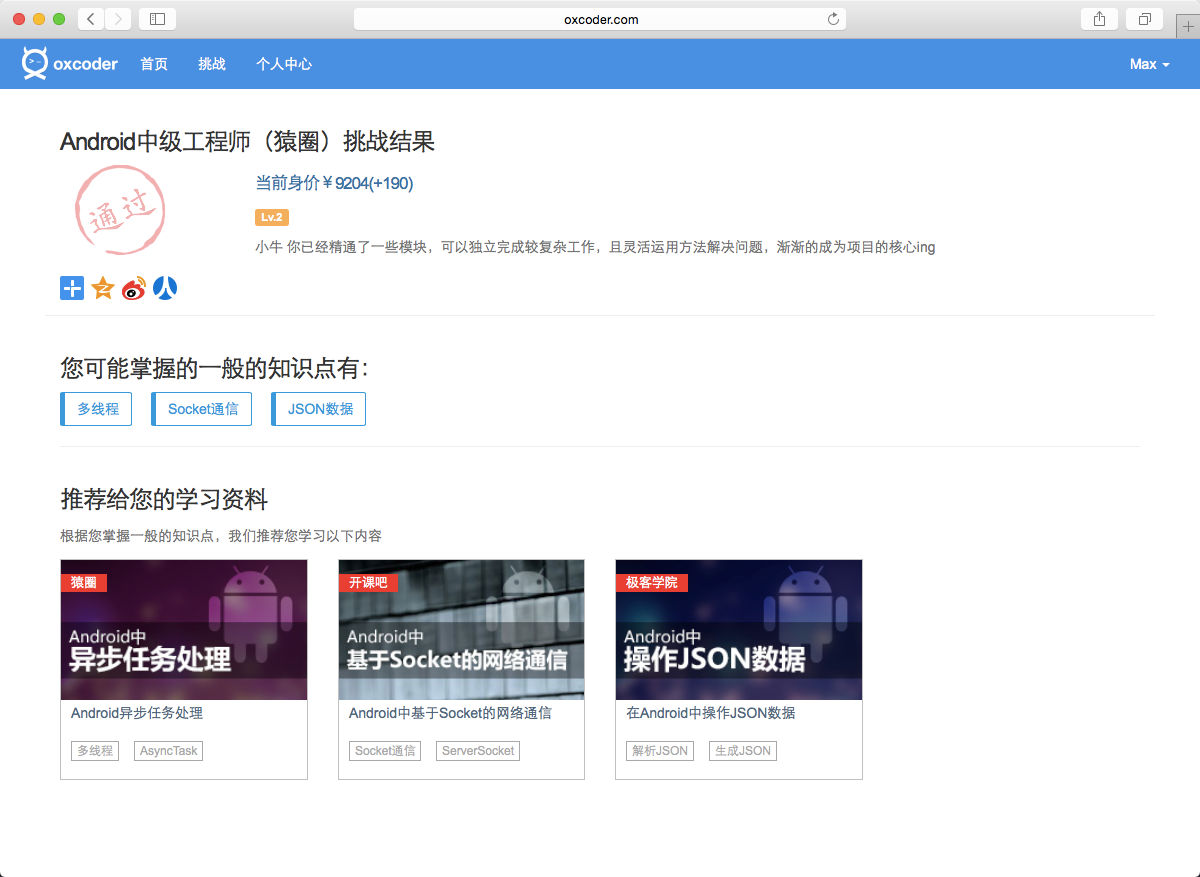 oxcoder.com
oxcoder 首页 挑战 个人中心 Max
Android中级工程师（猿圈）挑战结果
通过
当前身价￥9204(+190)
Lv.2
小牛 你已经精通了一些模块，可以独立完成较复杂工作，且灵活运用方法解决问题，渐渐的成为项目的核心ing
您可能掌握的一般的知识点有：
多线程 Socket通信 JSON数据
推荐给您的学习资料
根据您掌握一般的知识点，我们推荐您学习以下内容
猿圈
Android中
异步任务处理
Android异步任务处理
多线程 AsyncTask
开课吧
Android中
基于Socket的网络通信
Android中基于Socket的网络通信
Socket通信 ServerSocket
极客学院
Android中
操作JSON数据
在Android中操作JSON数据
解析JSON 生成JSON